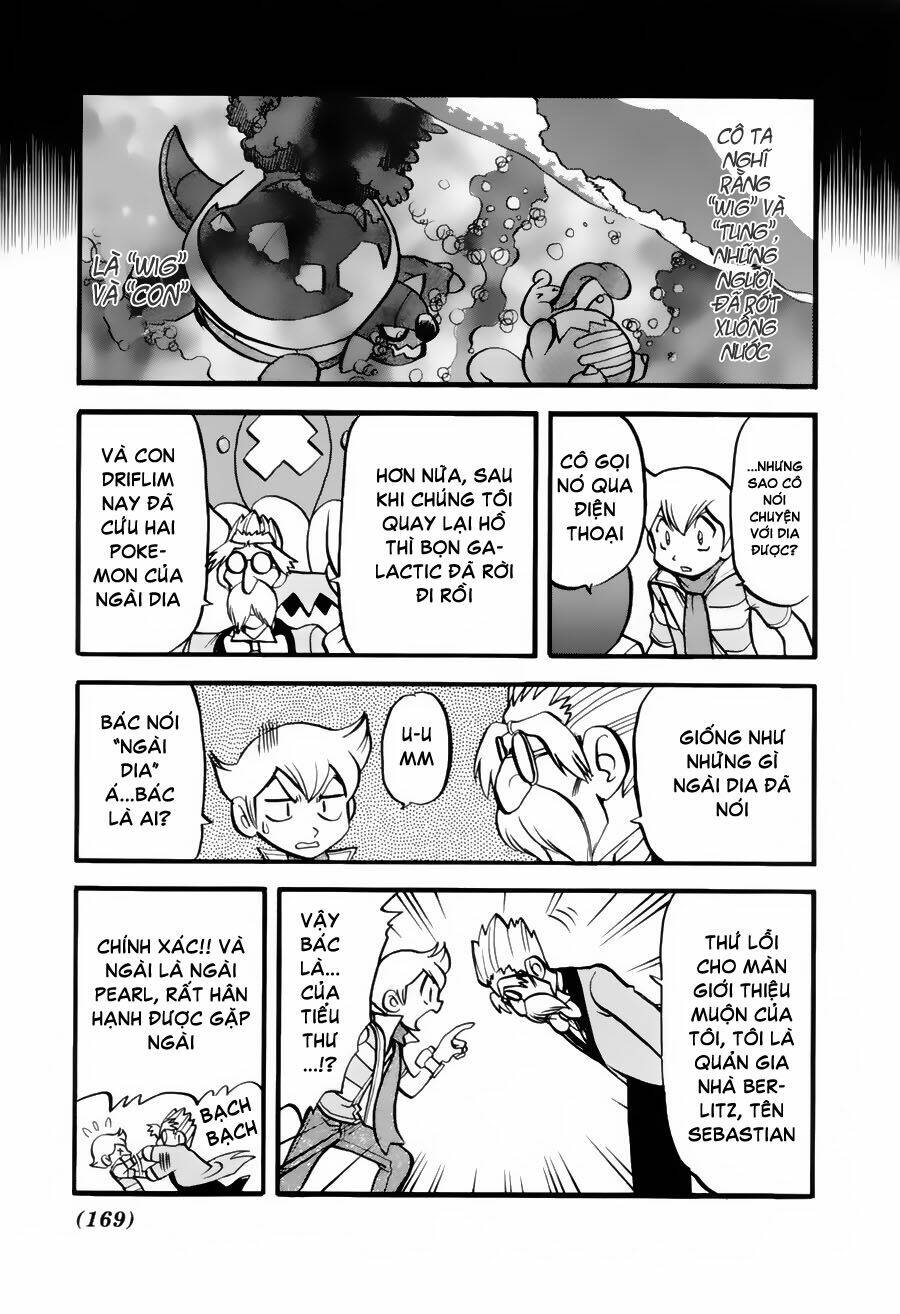 CÔ TA
NGHĨ
RẰNG
"WIG" VÀ
"TUNG",
NHỮNG
NGƯỜI
ĐÃ RỚT
XUỐNG
NƯỚC
LÀ "WIG"
VÀ "CON"
...NHƯNG
SAO CÔ
NÓI
CHUYỆN
VỚI DIA
ĐƯỢC?
CÔ GỌI
NÓ QUA
ĐIỆN
THOẠI
HƠN NỮA, SAU
KHI CHÚNG TÔI
QUAY LẠI HỒ
THÌ BỌN GA-
LACTIC ĐÃ RỜI
ĐI RỒI
VÀ CON
DRIFLIM
NAY ĐÃ
CỨU HAI
POKE-
MON CỦA
NGÀI DIA
GIỐNG NHƯ
NHỮNG GÌ
NGÀI DIA ĐÃ
NÓI
U-U
MM
BÁC NÓI
"NGÀI
DIA"
Á...BÁC
LÀ AI?
THỨ LỖI
CHO MÀN
GIỚI THIỆU
MUỘN CỦA
TÔI, TÔI LÀ
QUẢN GIA
NHÀ BER-
LITZ, TÊN
SEBASTIAN
VẬY
BÁC
LÀ...
CỦA
TIỂU
THƯ
...!?
CHÍNH XÁC!! VÀ
NGÀI LÀ NGÀI
PEARL, RẤT HÂN
HẠNH ĐƯỢC GẶP
NGÀI
BẠCH
BẠCH
(169)